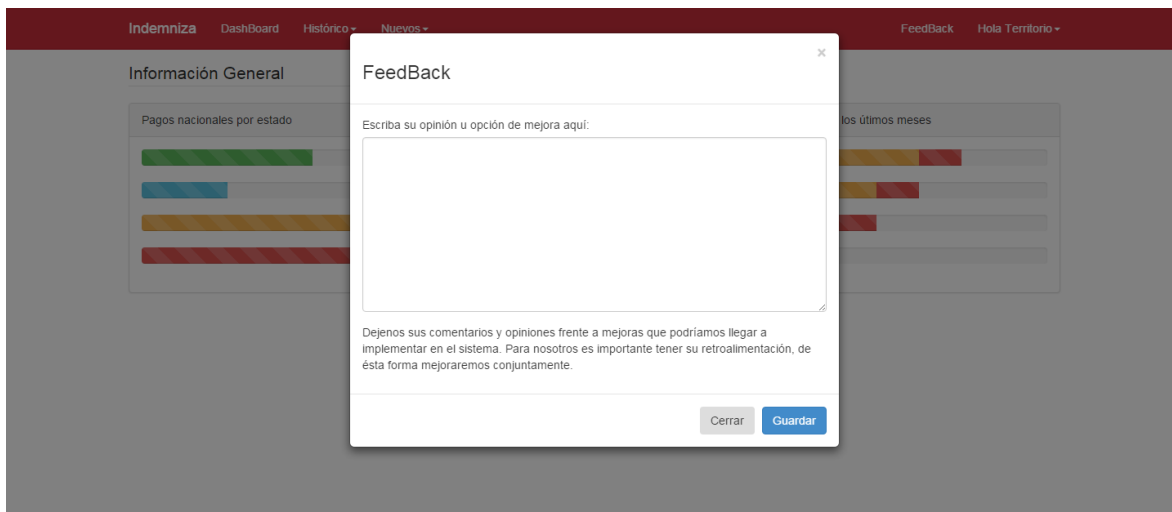 Indemniza DashBoard Histórico Nuevos FeedBack Hola Territorio
Información General
Pagos nacionales por estado
los útimos meses
×
FeedBack
Escriba su opinión u opción de mejora aquí:
Dejenos sus comentarios y opiniones frente a mejoras que podríamos llegar a
implementar en el sistema. Para nosotros es importante tener su retroalimentación, de
ésta forma mejoraremos conjuntamente.
Cerrar Guardar